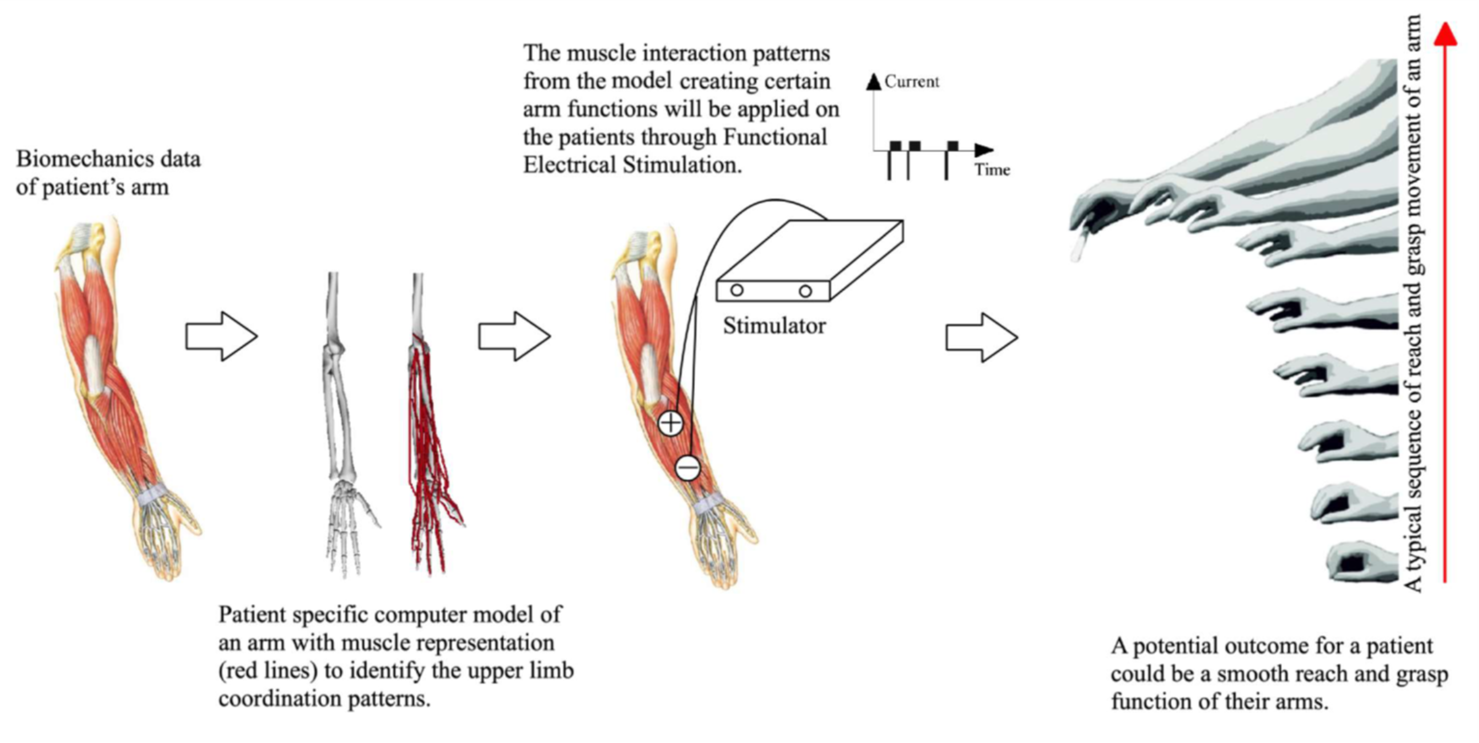 Biomechanics data
of patient's arm
Patient specific computer model of
an arm with muscle representation
(red lines) to identify the upper limb
coordination patterns.
The muscle interaction patterns
from the model creating certain
arm functions will be applied on
the patients through Functional
Electrical Stimulation.
Current
Time
+
−
Stimulator
A typical sequence of reach and grasp movement of an arm
A potential outcome for a patient
could be a smooth reach and grasp
function of their arms.